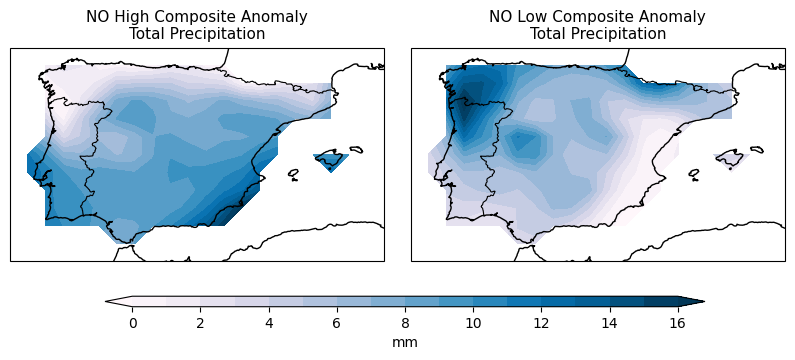 NO High Composite Anomaly
Total Precipitation
NO Low Composite Anomaly
Total Precipitation
0 2 4 6 8 10 12 14 16
mm